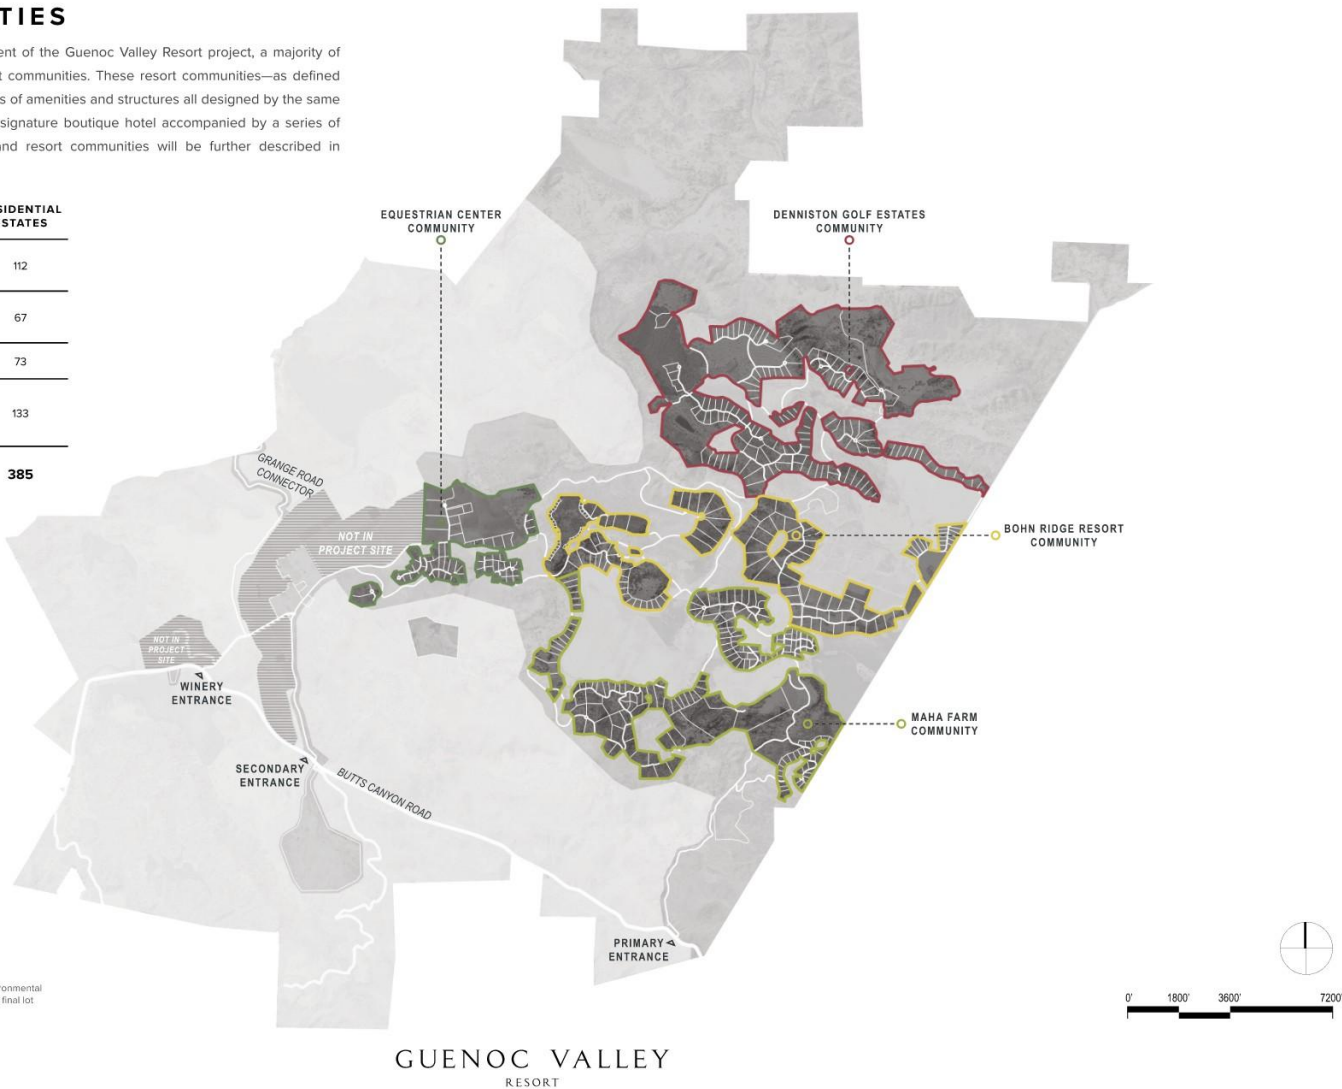 TIES
ent of the Guenoc Valley Resort project, a majority of
t communities. These resort communities—as defined
s of amenities and structures all designed by the same
signature boutique hotel accompanied by a series of
and resort communities will be further described in
SIDENTIAL
STATES
112
67
73
133
385
EQUESTRIAN CENTER
COMMUNITY
DENNISTON GOLF ESTATES
COMMUNITY
GRANGE ROAD
CONNECTOR
NOT IN
PROJECT SITE
BOHN RIDGE RESORT
COMMUNITY
NOT IN
PROJECT
SITE
WINERY
ENTRANCE
MAHA FARM
COMMUNITY
SECONDARY
ENTRANCE
BUTTS CANYON ROAD
PRIMARY
ENTRANCE
ronmental
final lot
0' 1800' 3600' 7200'
GUENOC VALLEY
RESORT